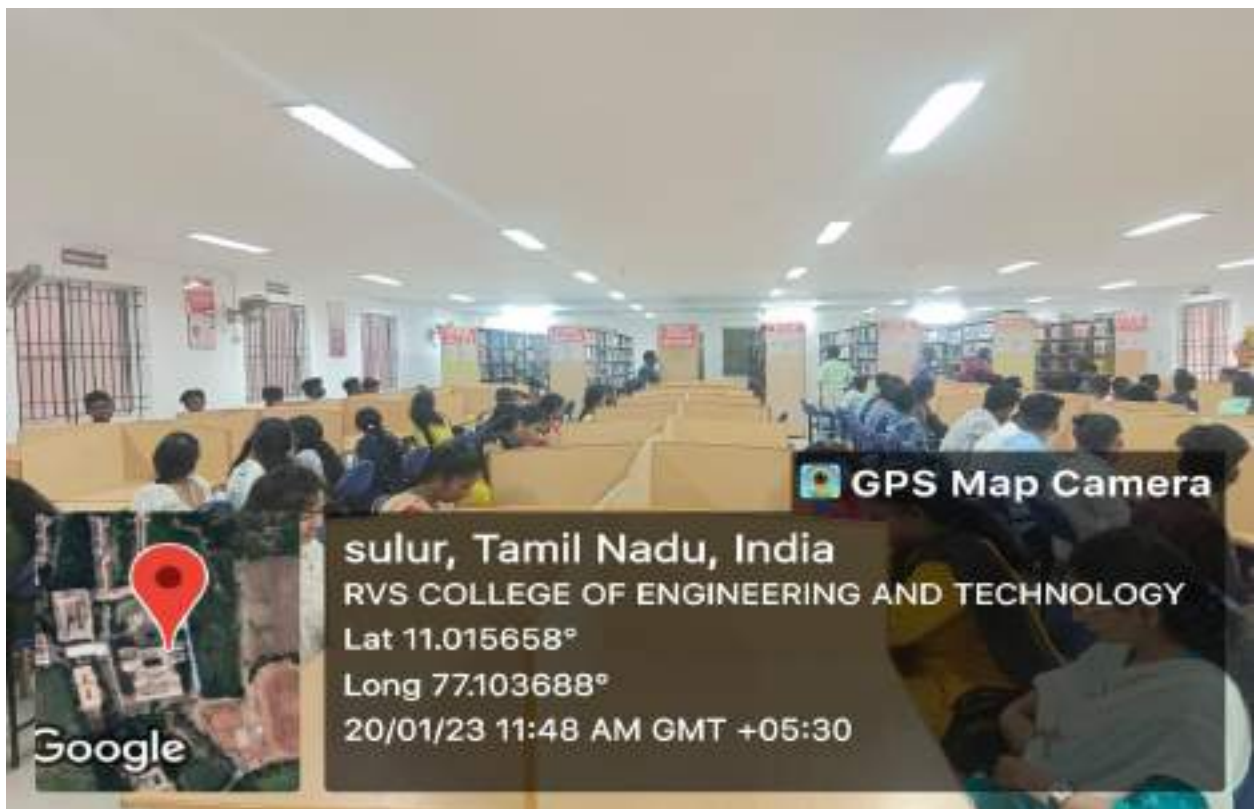 GPS Map Camera
sulur, Tamil Nadu, India
RVS COLLEGE OF ENGINEERING AND TECHNOLOGY
Lat 11.015658°
Long 77.103688°
20/01/23 11:48 AM GMT +05:30
Google